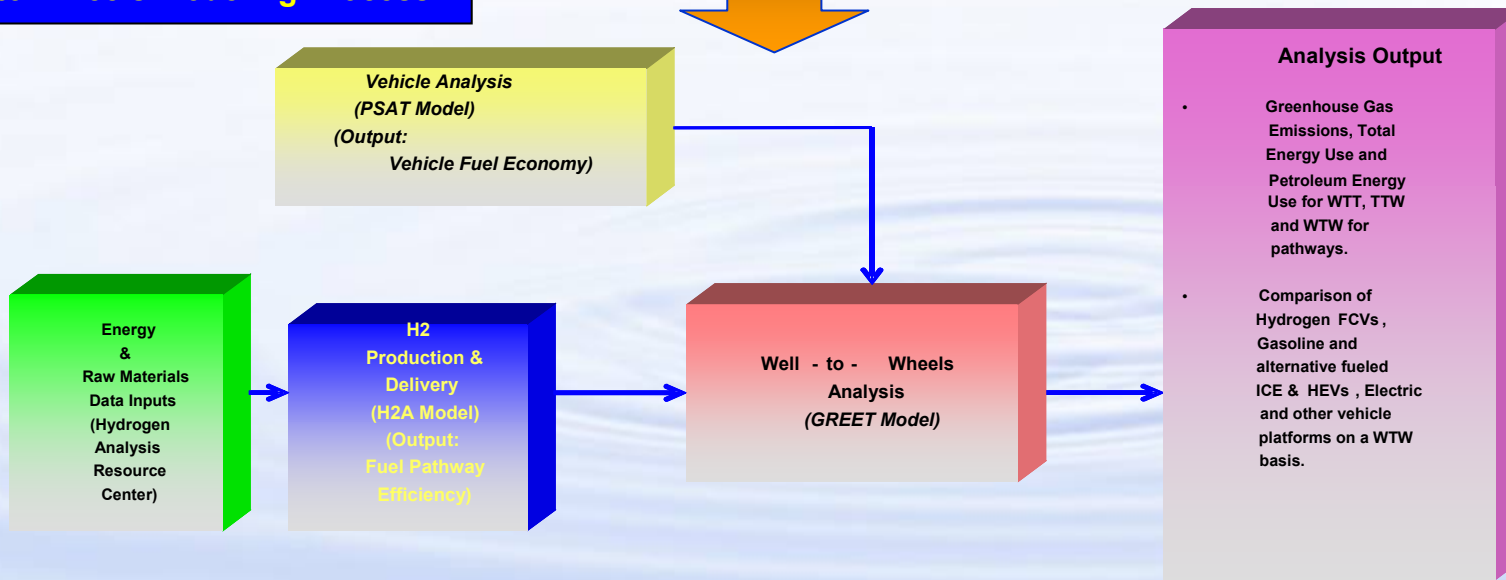 Vehicle Analysis
(PSAT Model)
(Output:
Vehicle Fuel Economy)
Energy
&
Raw Materials
Data Inputs
(Hydrogen
Analysis
Resource
Center)
H2
Production &
Delivery
(H2A Model)
(Output:
Fuel Pathway
Efficiency)
Well - to - Wheels
Analysis
(GREET Model)
Analysis Output
• Greenhouse Gas
Emissions, Total
Energy Use and
Petroleum Energy
Use for WTT, TTW
and WTW for
pathways.
• Comparison of
Hydrogen FCVs ,
Gasoline and
alternative fueled
ICE & HEVs , Electric
and other vehicle
platforms on a WTW
basis.